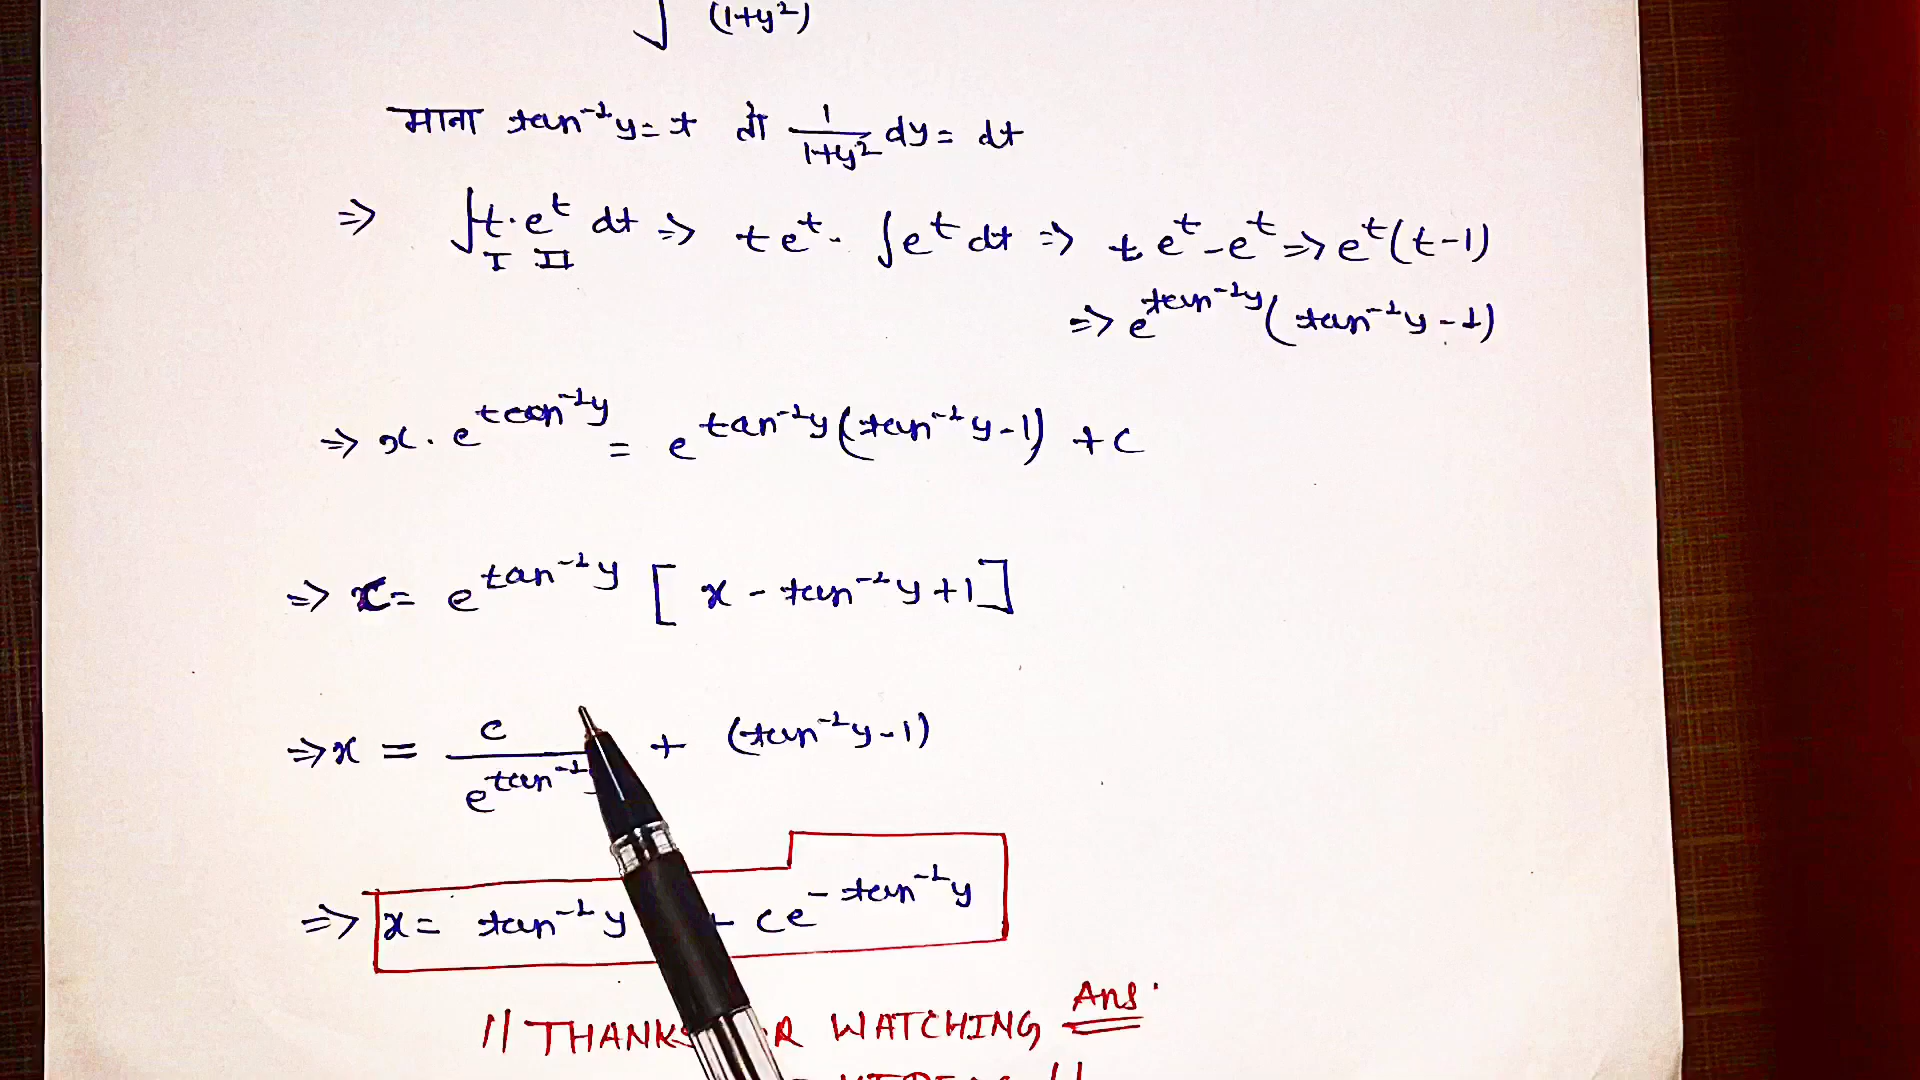 ∫ (1+y²)
माना tan⁻¹y = t तो 1/(1+y²) dy = dt
⇒ ∫t·eᵗ dt ⇒ teᵗ - ∫eᵗ dt ⇒ teᵗ - eᵗ ⇒ eᵗ(t-1)
I II
⇒ e^(tan⁻¹y) (tan⁻¹y - 1)
⇒ x · e^(tan⁻¹y) = e^(tan⁻¹y) (tan⁻¹y - 1) + c
⇒ c = e^(tan⁻¹y) [x - tan⁻¹y + 1]
⇒ x = c/e^(tan⁻¹ + (tan⁻¹y - 1)
⇒ x = tan⁻¹y + ce^(-tan⁻¹y)
Ans.
// THANKS WATCHING